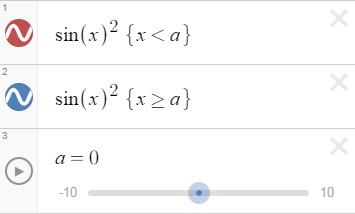 1
sin(x)² {x < a}
2
sin(x)² {x ≥ a}
3
a = 0
-10 10